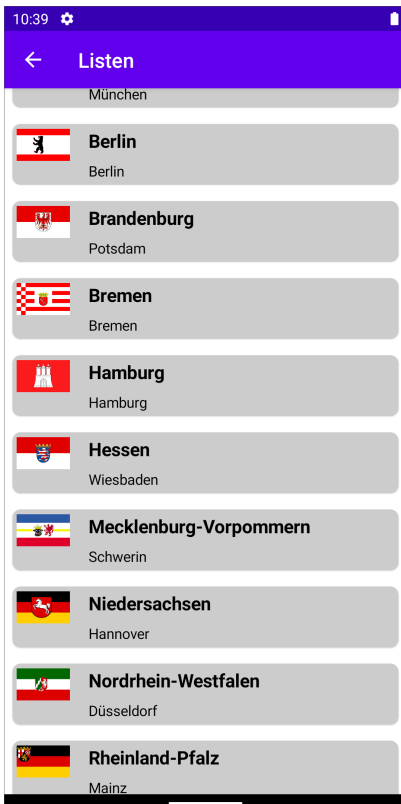 10:39
Listen
München
Berlin
Berlin
Brandenburg
Potsdam
Bremen
Bremen
Hamburg
Hamburg
Hessen
Wiesbaden
Mecklenburg-Vorpommern
Schwerin
Niedersachsen
Hannover
Nordrhein-Westfalen
Düsseldorf
Rheinland-Pfalz
Mainz